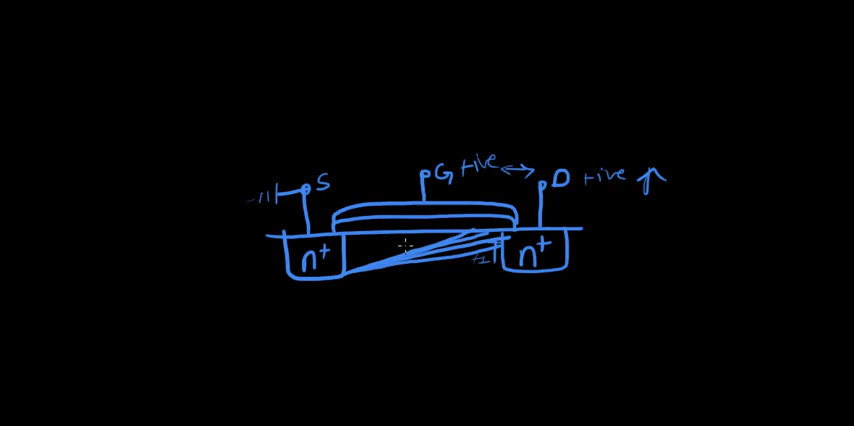 S
G +ive ↔ D +ive ↑
n+ n+